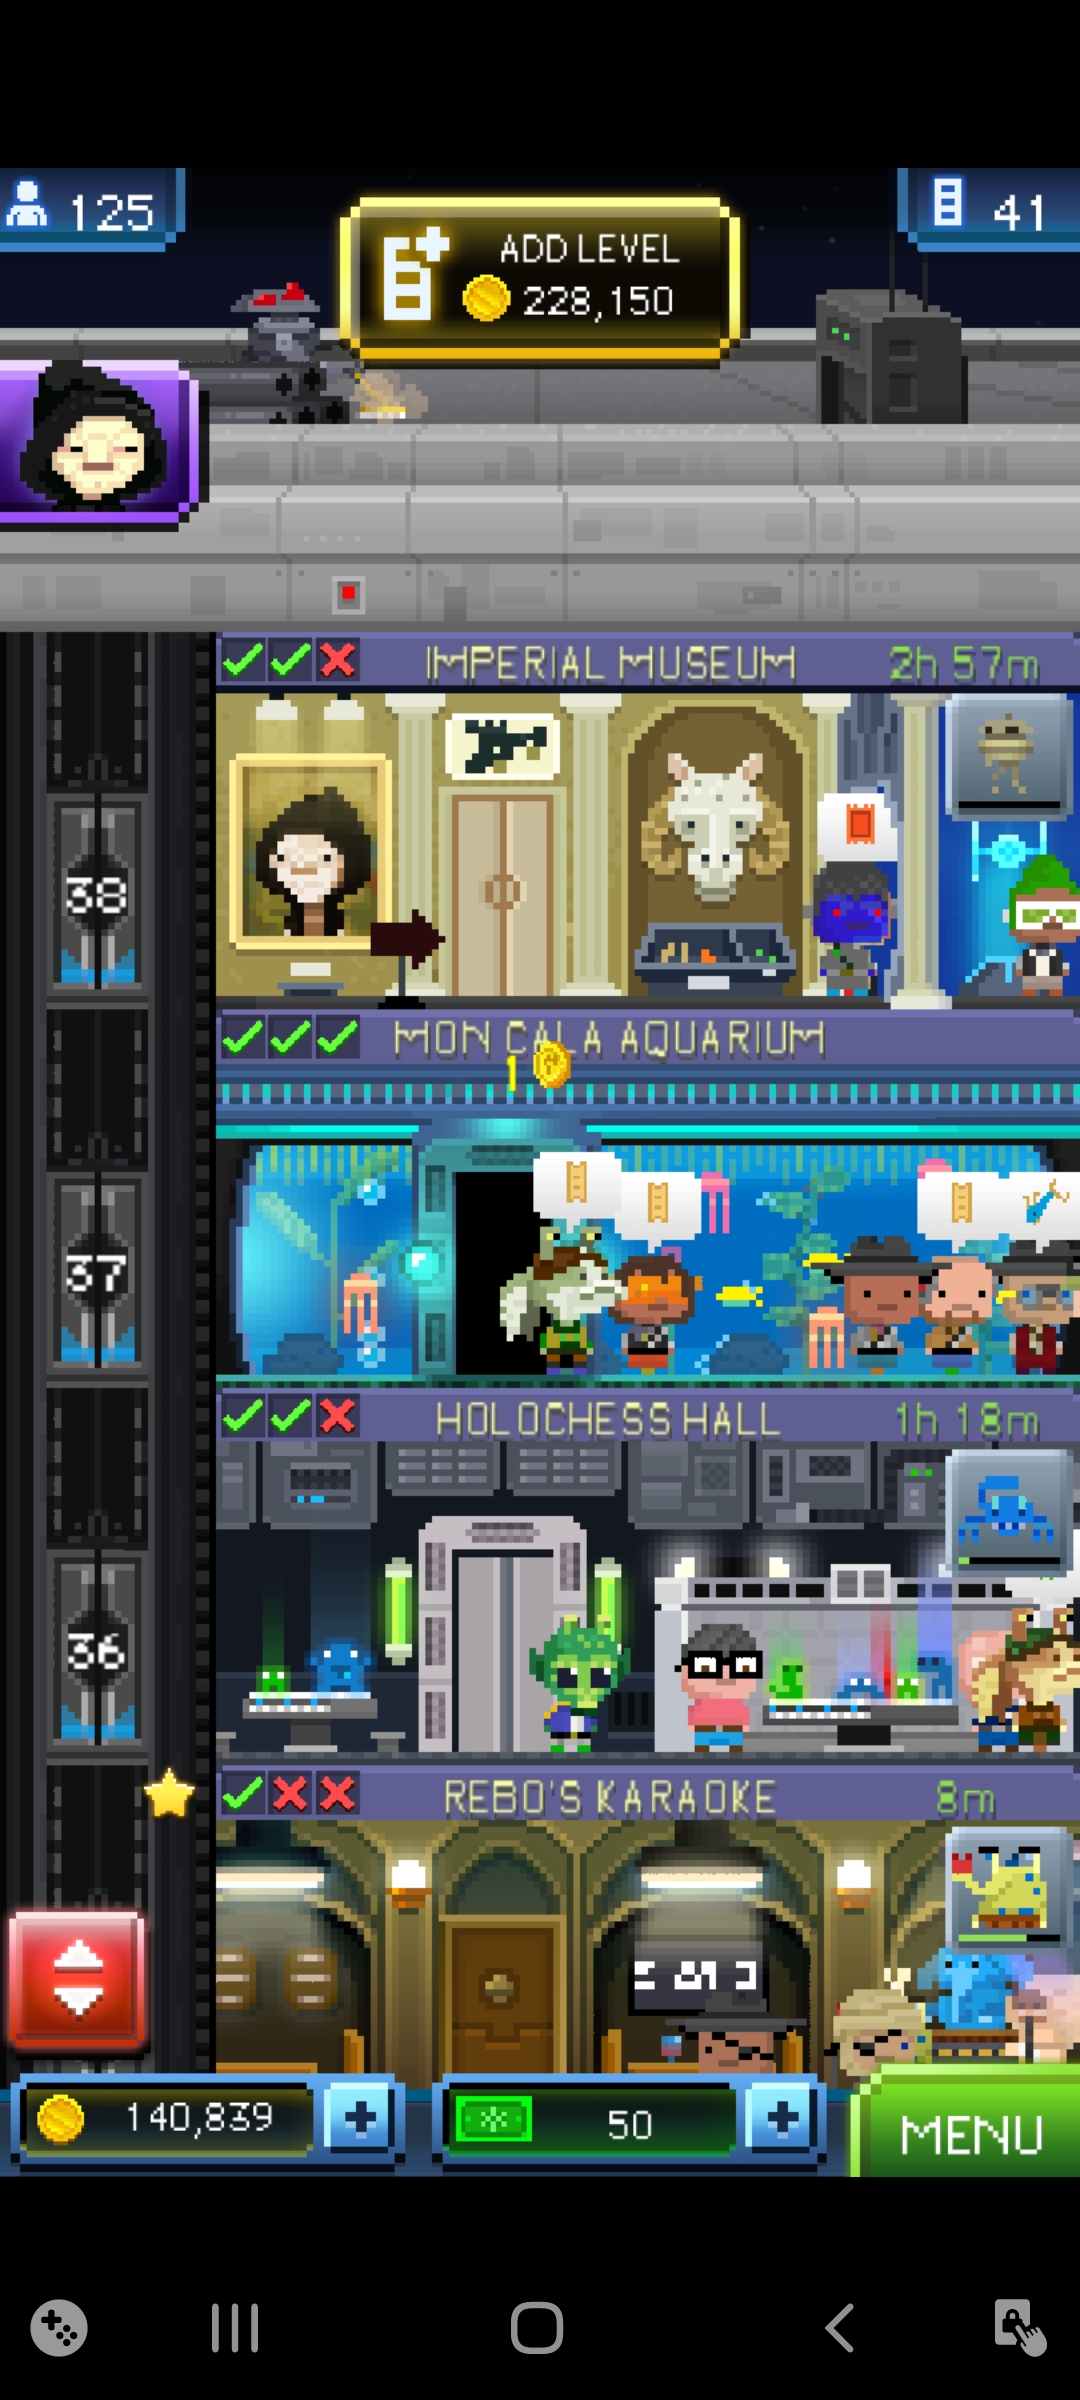 125
ADD LEVEL
228,150
41
IMPERIAL MUSEUM 2h 57m
38
MON CALA AQUARIUM
1
37
HOLOCHESS HALL 1h 18m
36
REBO'S KARAOKE 8m
140,839
50
MENU